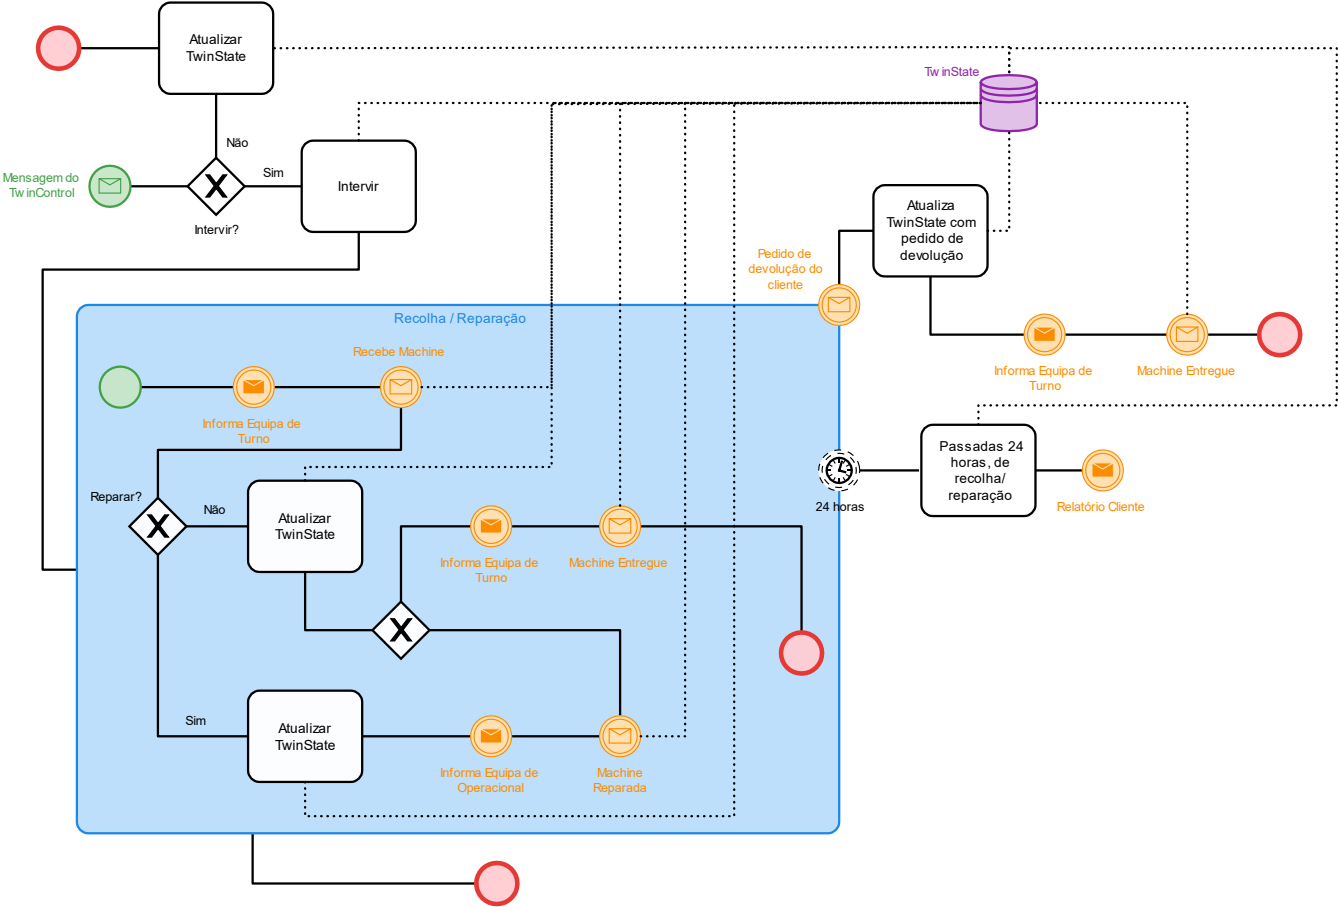 Atualizar
TwinState
TwinState
Não
Mensagem do
TwinControl
Sim
Intervir
Intervir?
Atualiza
TwinState com
pedido de
devolução
Pedido de
devolução do
cliente
Recolha / Reparação
Recebe Machine
Informa Equipa de
Turno
Machine Entregue
Informa Equipa de
Turno
Passadas 24
horas, de
recolha/
reparação
24 horas
Relatório Cliente
Reparar?
Não
Atualizar
TwinState
Informa Equipa de
Turno
Machine Entregue
Sim
Atualizar
TwinState
Informa Equipa de
Operacional
Machine
Reparada